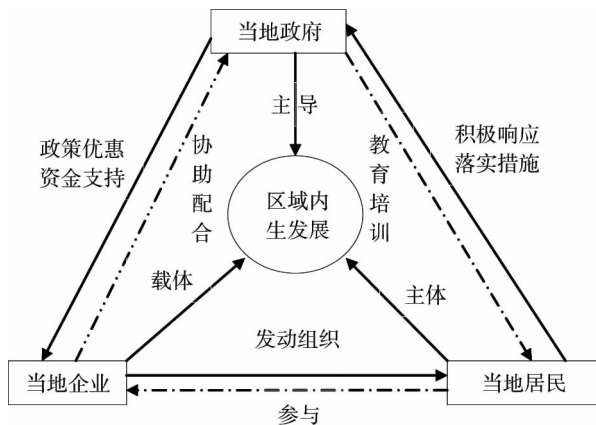 当地政府
主导
政策优惠
资金支持
协助配合
教育培训
积极响应
落实措施
区域内
生发展
载体
主体
发动组织
当地企业
当地居民
参与